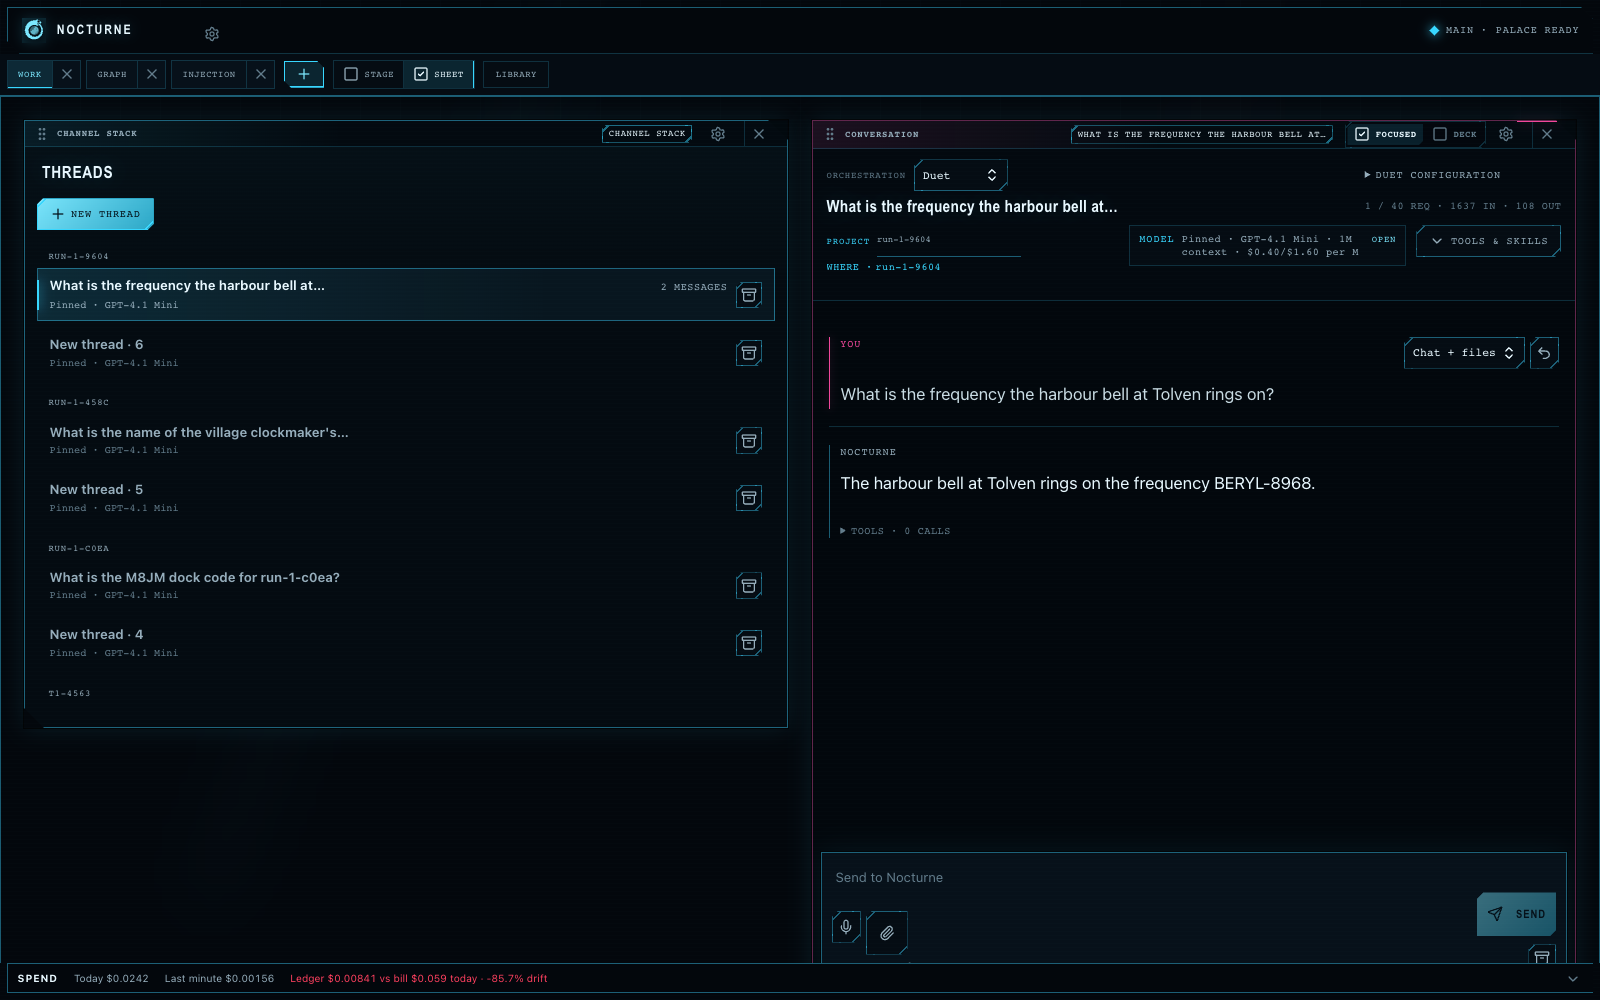 NOCTURNE
MAIN · PALACE READY
WORK
GRAPH
INJECTION
STAGE
SHEET
LIBRARY
CHANNEL STACK
CHANNEL STACK
THREADS
NEW THREAD
RUN-1-9604
What is the frequency the harbour bell at...
2 MESSAGES
Pinned · GPT-4.1 Mini
New thread · 6
Pinned · GPT-4.1 Mini
RUN-1-458C
What is the name of the village clockmaker's...
Pinned · GPT-4.1 Mini
New thread · 5
Pinned · GPT-4.1 Mini
RUN-1-C0EA
What is the M8JM dock code for run-1-c0ea?
Pinned · GPT-4.1 Mini
New thread · 4
Pinned · GPT-4.1 Mini
T1-4563
CONVERSATION
WHAT IS THE FREQUENCY THE HARBOUR BELL AT…
FOCUSED
DECK
ORCHESTRATION
Duet
DUET CONFIGURATION
What is the frequency the harbour bell at...
1 / 40 REQ · 1637 IN · 108 OUT
PROJECT run-1-9604
WHERE · run-1-9604
MODEL Pinned · GPT-4.1 Mini · 1M
context · $0.40/$1.60 per M
OPEN
TOOLS & SKILLS
YOU
Chat + files
What is the frequency the harbour bell at Tolven rings on?
NOCTURNE
The harbour bell at Tolven rings on the frequency BERYL-8968.
TOOLS · 0 CALLS
Send to Nocturne
SEND
SPEND
Today $0.0242
Last minute $0.00156
Ledger $0.00841 vs bill $0.059 today · -85.7% drift